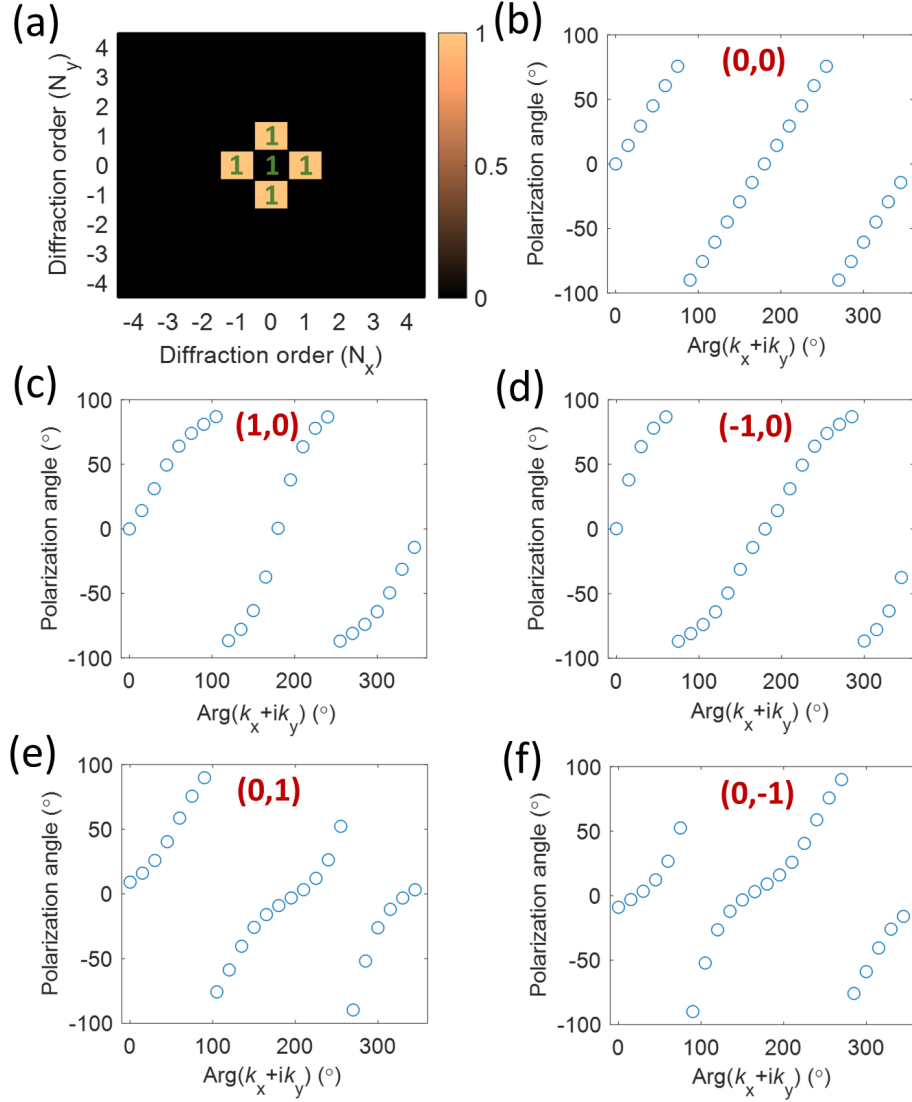 (a)
Diffraction order (N_y)
4
3
2
1
0
-1
-2
-3
-4
1
1 1 1
1
-4 -3 -2 -1 0 1 2 3 4
Diffraction order (N_x)
1
0.5
0
(b)
(0,0)
Polarization angle (°)
100
50
0
-50
-100
0 100 200 300
Arg(k_x+ik_y) (°)
(c)
(1,0)
Polarization angle (°)
100
50
0
-50
-100
0 100 200 300
Arg(k_x+ik_y) (°)
(d)
(-1,0)
Polarization angle (°)
100
50
0
-50
-100
0 100 200 300
Arg(k_x+ik_y) (°)
(e)
(0,1)
Polarization angle (°)
100
50
0
-50
-100
0 100 200 300
Arg(k_x+ik_y) (°)
(f)
(0,-1)
Polarization angle (°)
100
50
0
-50
-100
0 100 200 300
Arg(k_x+ik_y) (°)